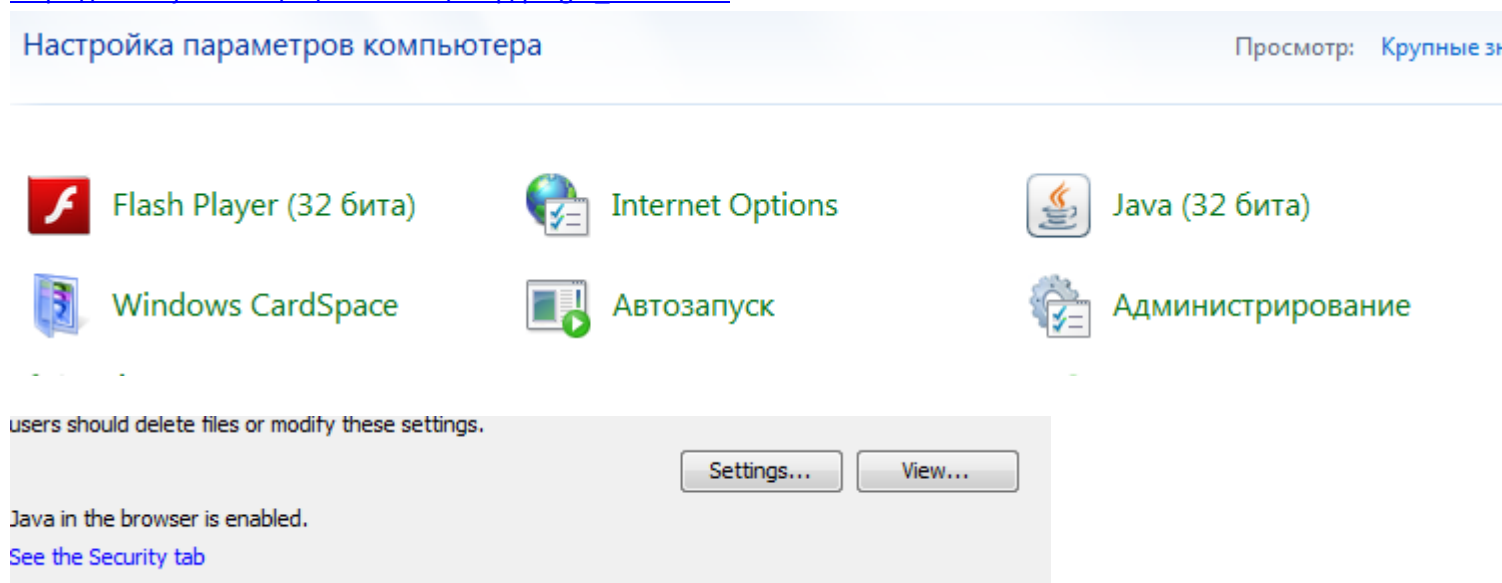 Настройка параметров компьютера Просмотр: Крупные
Flash Player (32 бита) Internet Options Java (32 бита)
Windows CardSpace Автозапуск Администрирование
users should delete files or modify these settings.
Settings... View...
Java in the browser is enabled.
See the Security tab